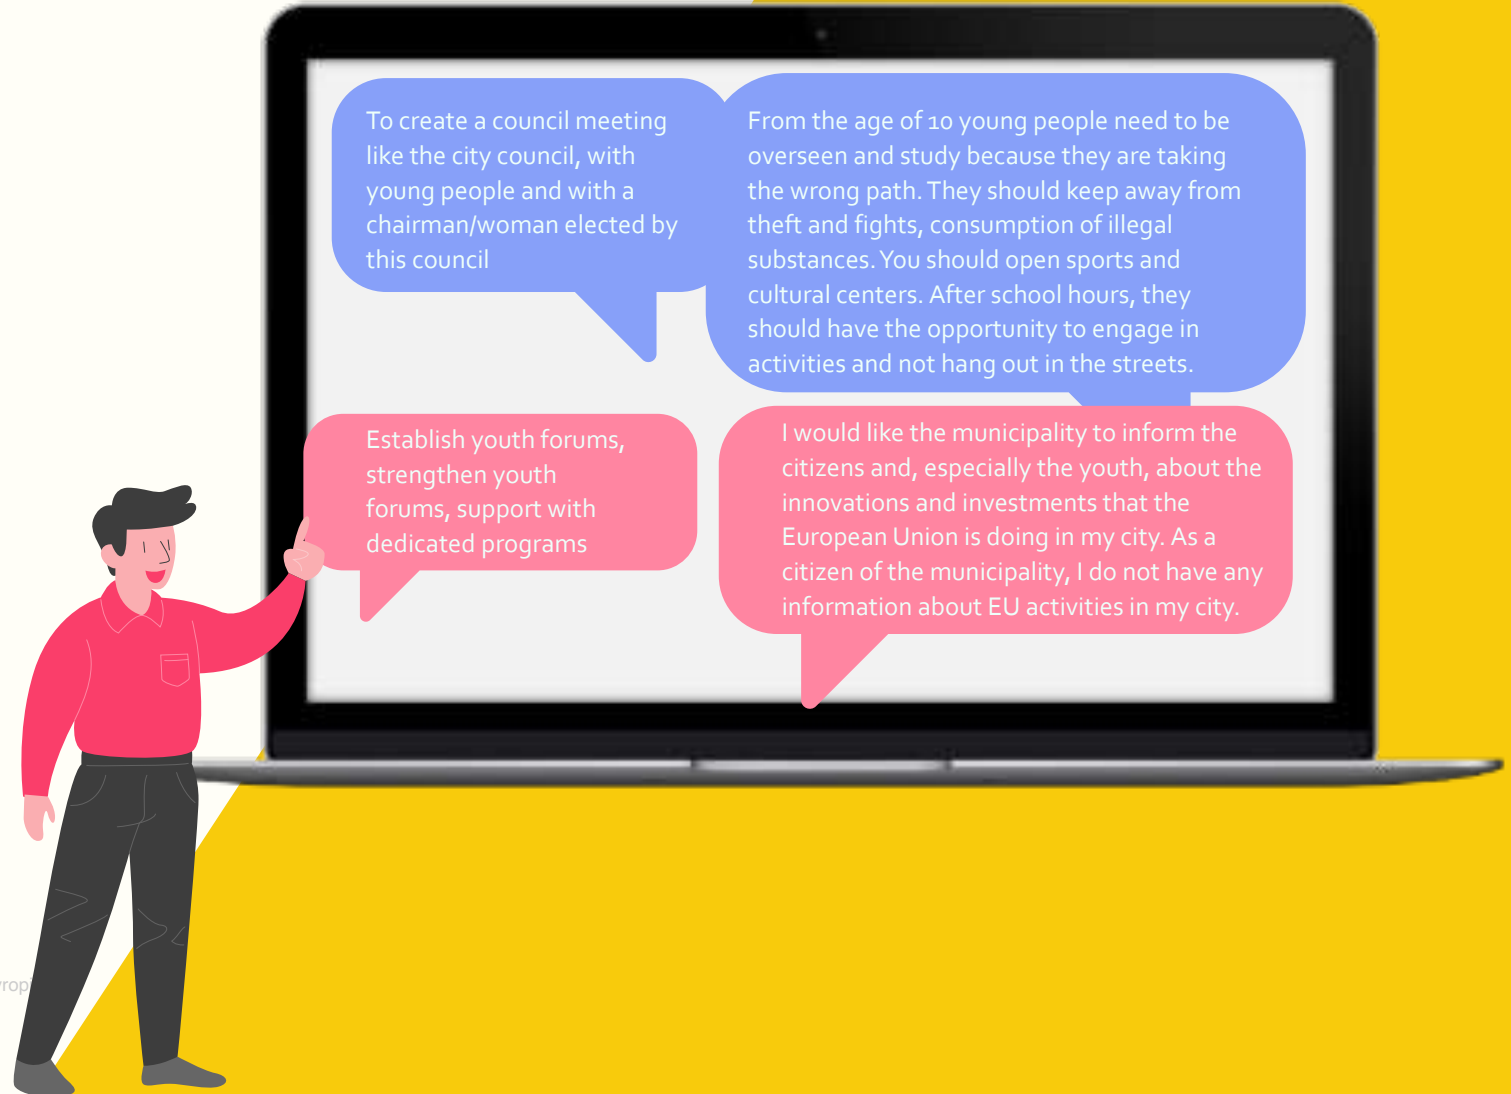 To create a council meeting
like the city council, with
young people and with a
chairman/woman elected by
this council
From the age of 10 young people need to be
overseen and study because they are taking
the wrong path. They should keep away from
theft and fights, consumption of illegal
substances. You should open sports and
cultural centers. After school hours, they
should have the opportunity to engage in
activities and not hang out in the streets.
Establish youth forums,
strengthen youth
forums, support with
dedicated programs
I would like the municipality to inform the
citizens and, especially the youth, about the
innovations and investments that the
European Union is doing in my city. As a
citizen of the municipality, I do not have any
information about EU activities in my city.